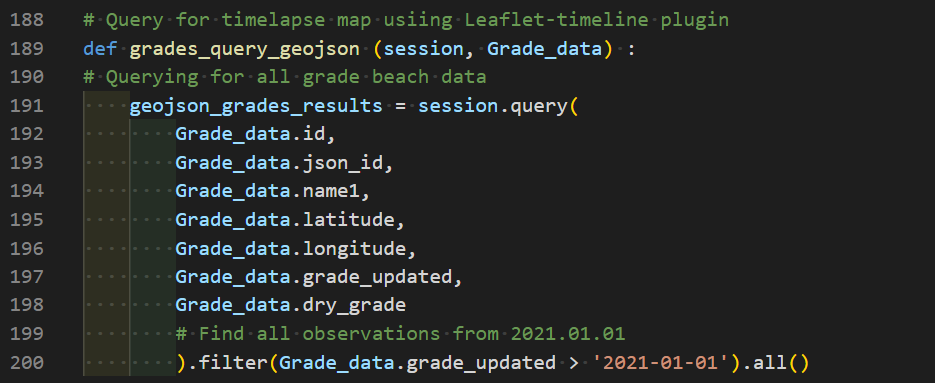 188 # Query for timelapse map usiing Leaflet-timeline plugin
189 def grades_query_geojson (session, Grade_data) :
190 # Querying for all grade beach data
191     geojson_grades_results = session.query(
192         Grade_data.id,
193         Grade_data.json_id,
194         Grade_data.name1,
195         Grade_data.latitude,
196         Grade_data.longitude,
197         Grade_data.grade_updated,
198         Grade_data.dry_grade
199         # Find all observations from 2021.01.01
200         ).filter(Grade_data.grade_updated > '2021-01-01').all()